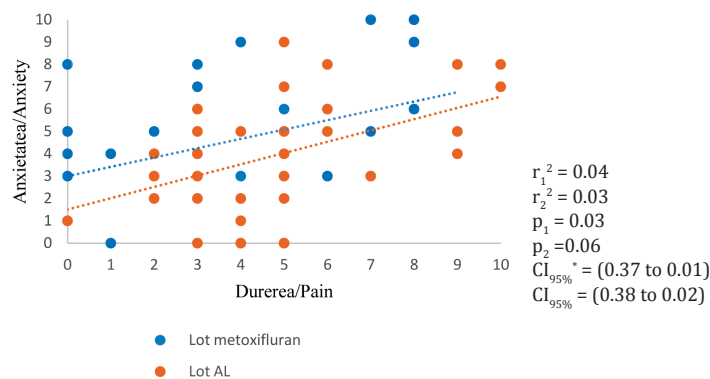 10
9
8
7
6
5
4
3
2
1
0
Anxietatea/Anxiety
0 1 2 3 4 5 6 7 8 9 10
Durerea/Pain
Lot metoxifluran
Lot AL
r₁² = 0.04
r₂² = 0.03
p₁ = 0.03
p₂ =0.06
CI₉₅%* = (0.37 to 0.01)
CI₉₅% = (0.38 to 0.02)